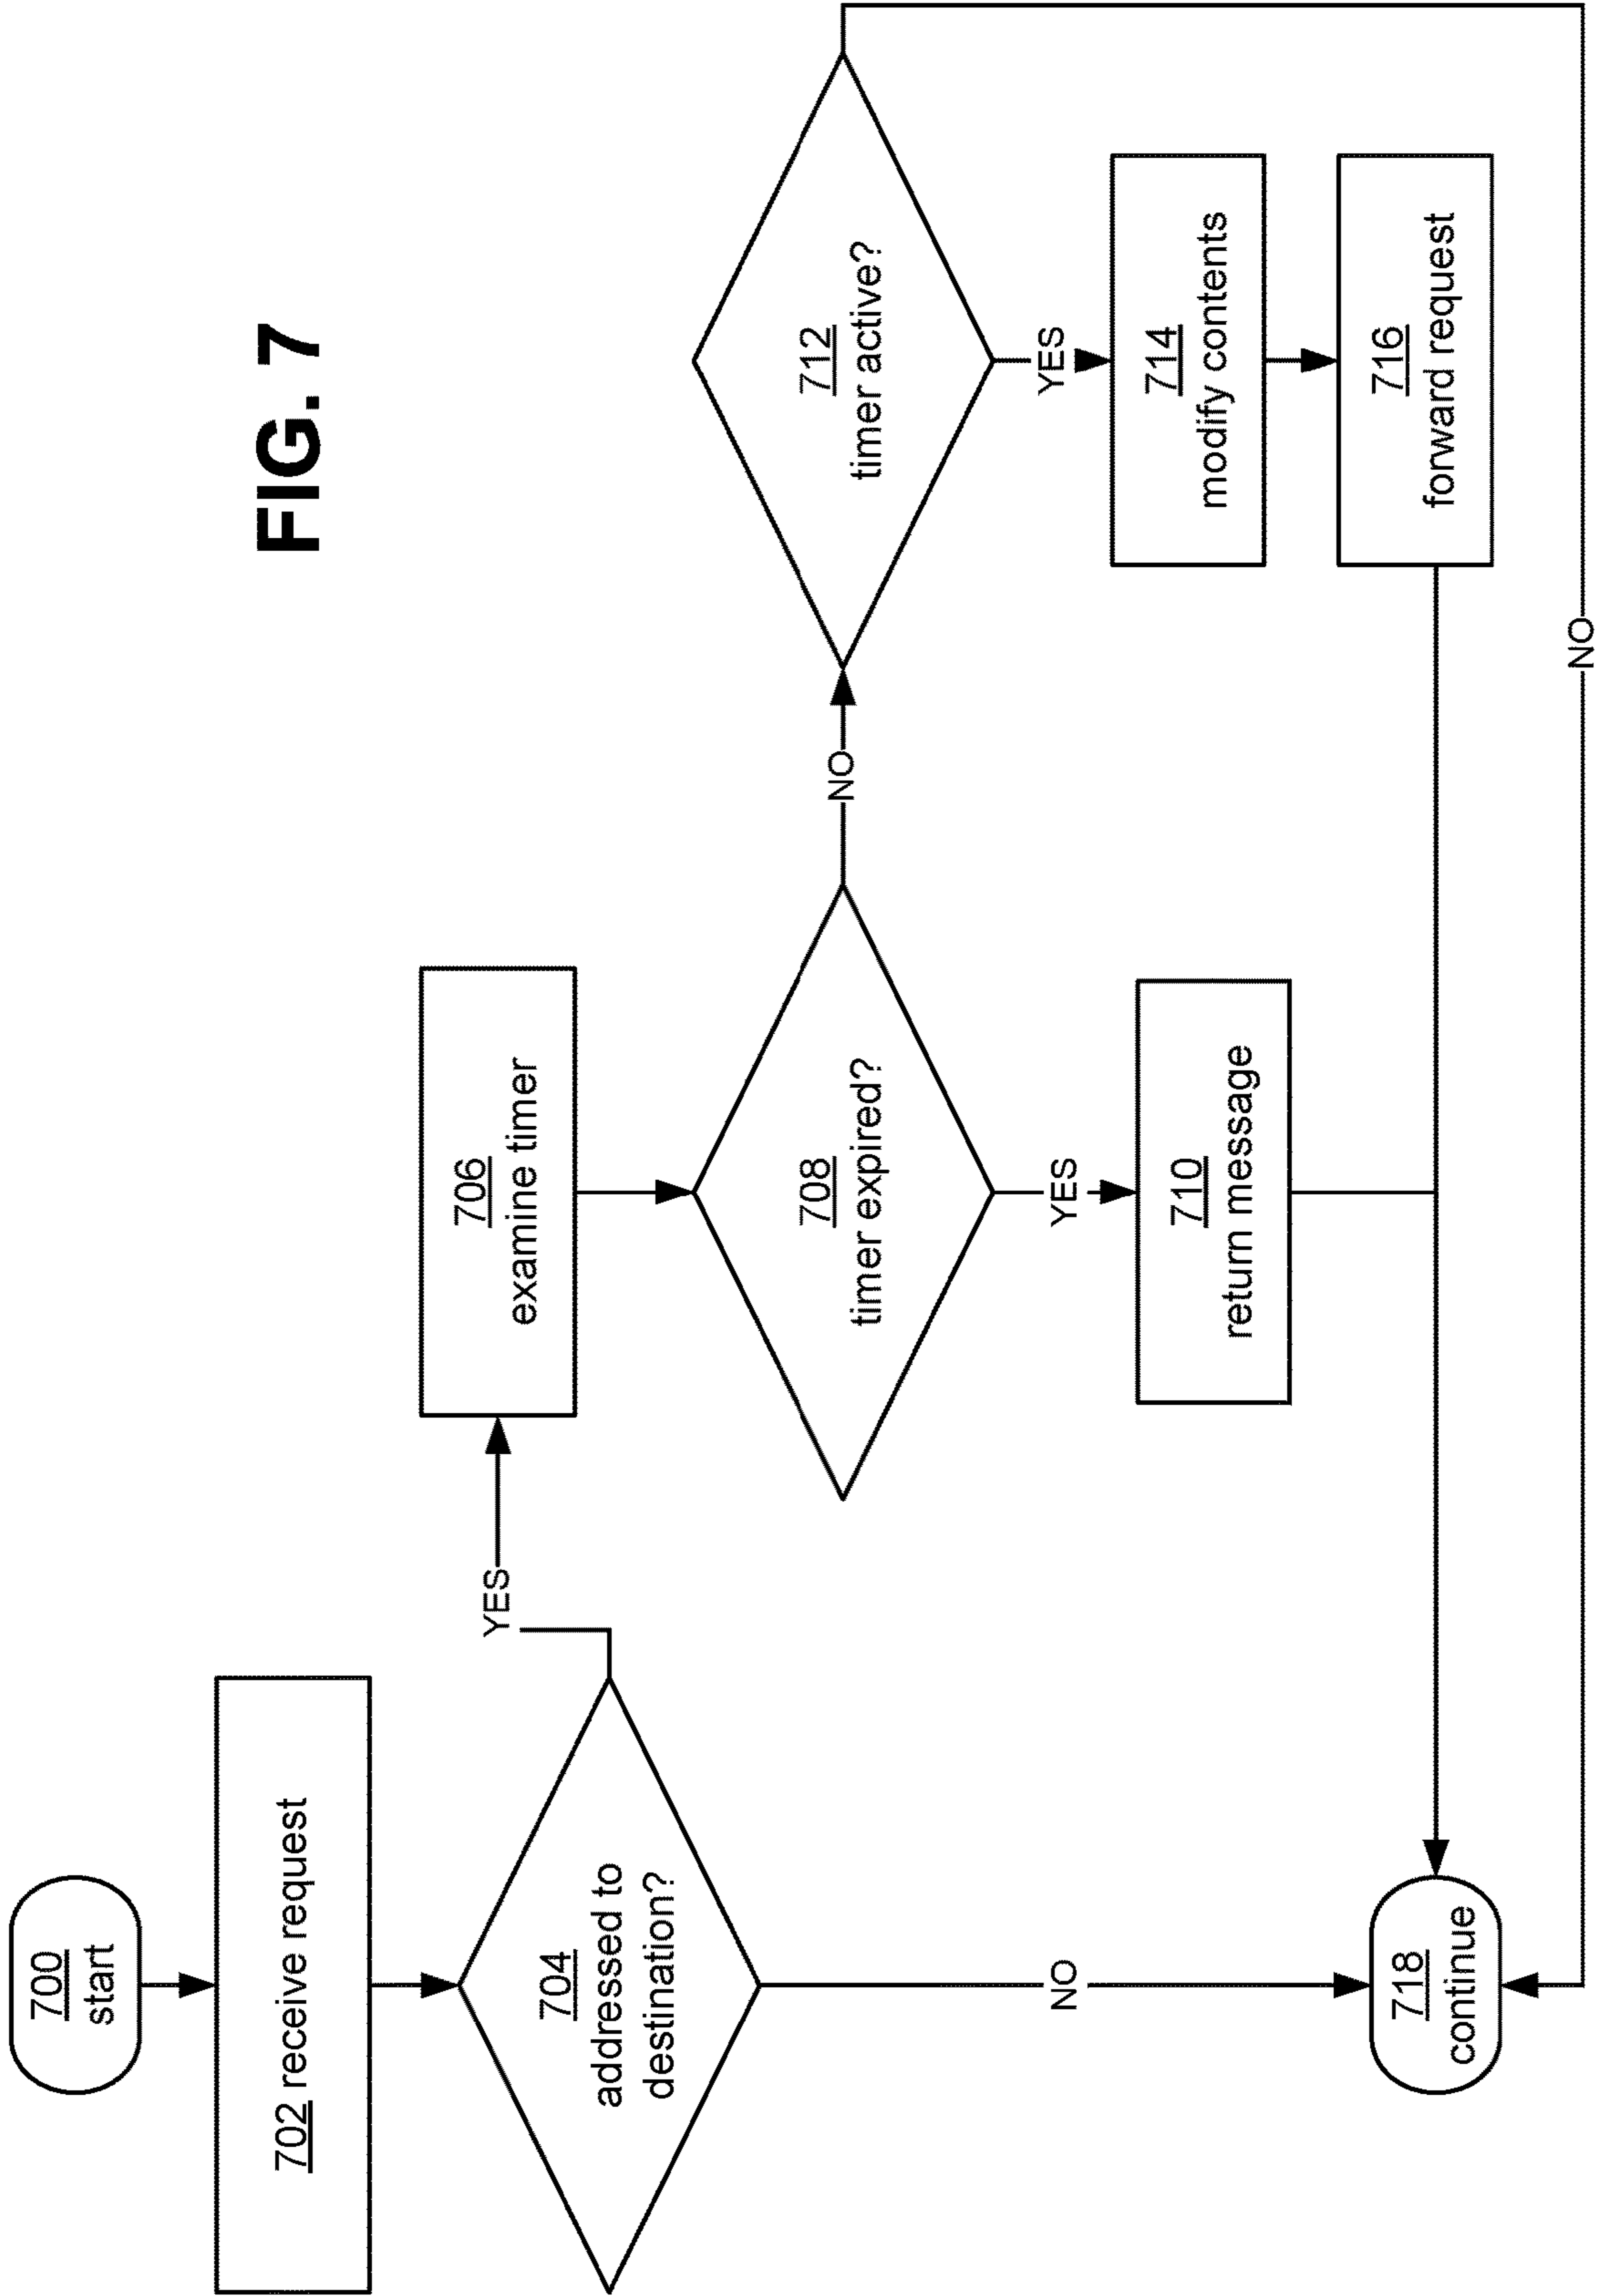 FIG. 7
700
start
702 receive request
704
addressed to
destination?
YES
NO
706
examine timer
708
timer expired?
YES
NO
710
return message
712
timer active?
YES
NO
714
modify contents
716
forward request
718
continue